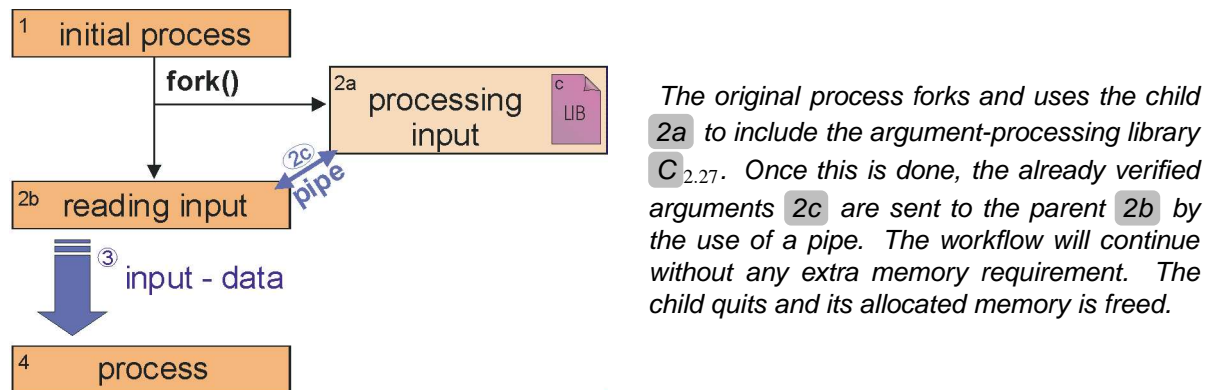 1 initial process
fork()
2a processing
input
c
LIB
2c
pipe
2b reading input
3 input - data
4 process
The original process forks and uses the child
2a to include the argument-processing library
C2.27. Once this is done, the already verified
arguments 2c are sent to the parent 2b by
the use of a pipe. The workflow will continue
without any extra memory requirement. The
child quits and its allocated memory is freed.